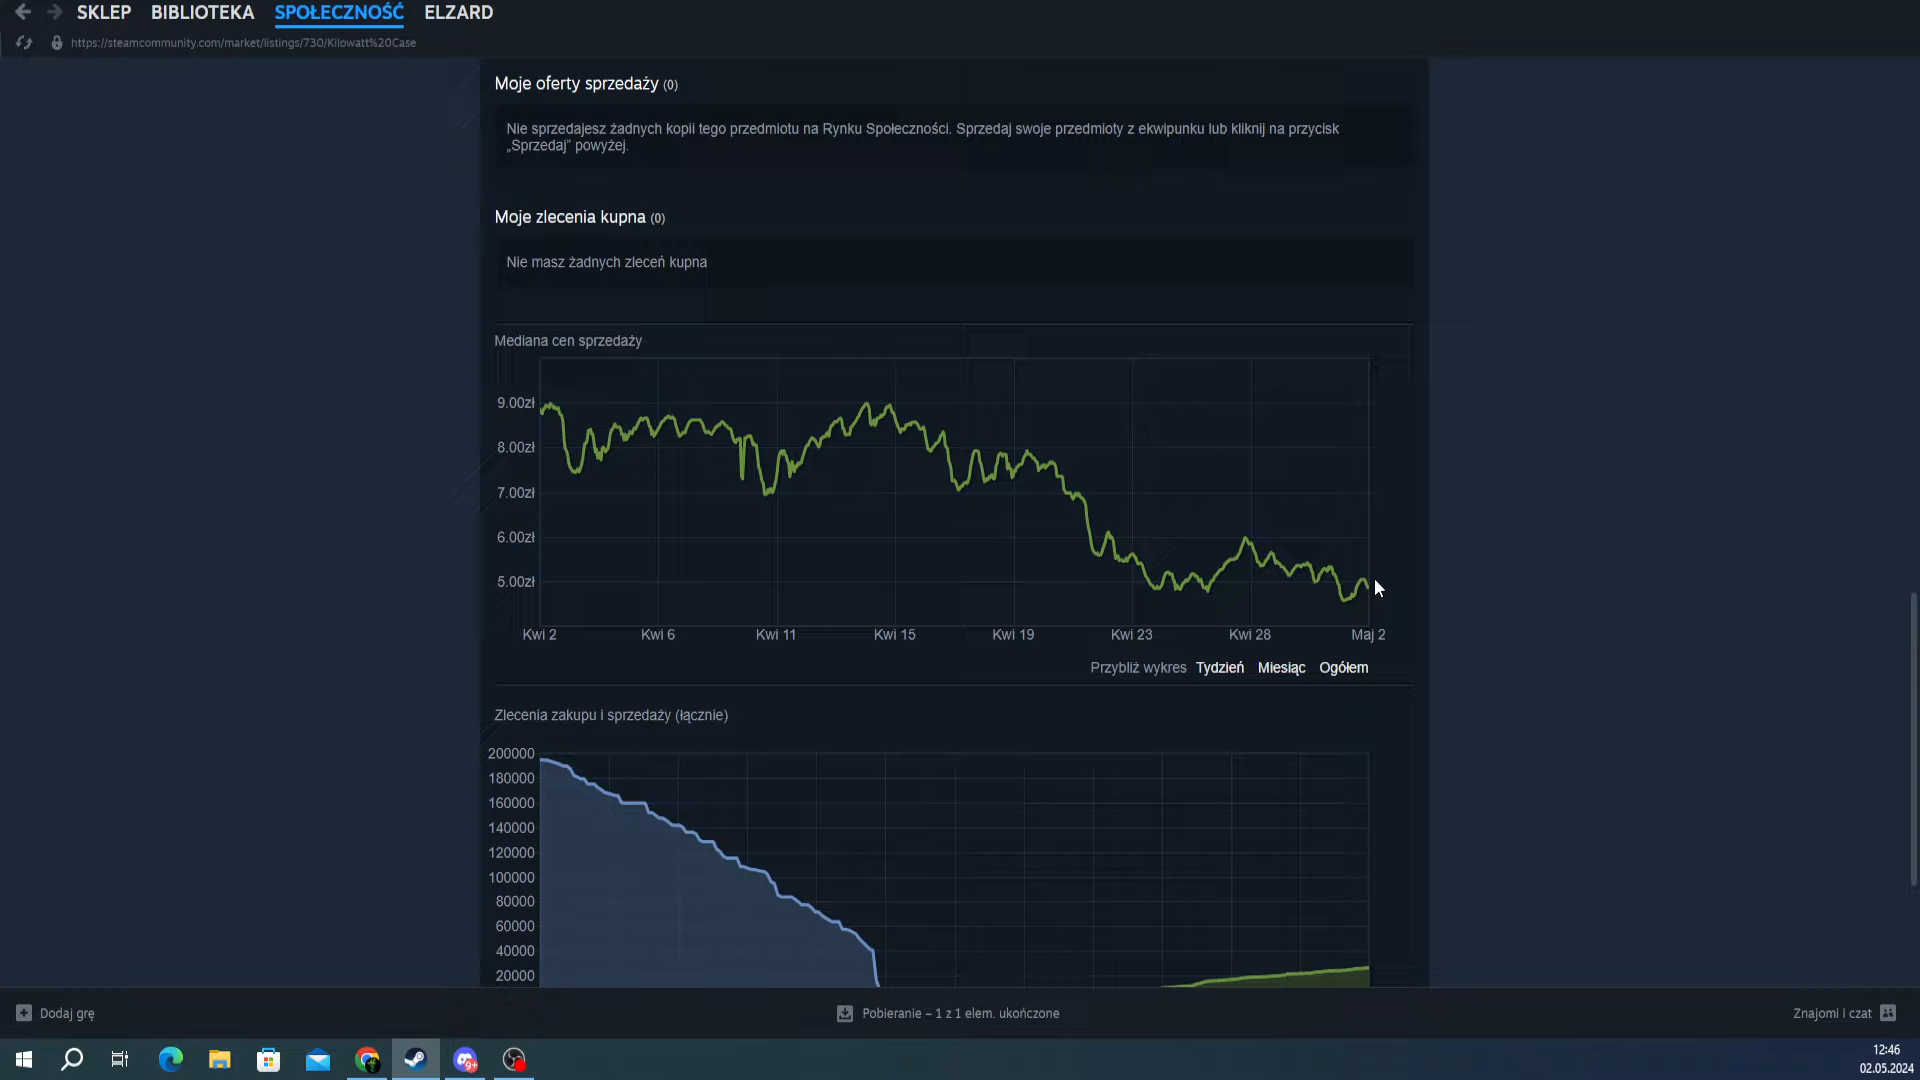 SKLEP BIBLIOTEKA SPOŁECZNOŚĆ ELZARD
https://steamcommunity.com/market/listings/730/Kilowatt%20Case
Moje oferty sprzedaży (0)
Nie sprzedajesz żadnych kopii tego przedmiotu na Rynku Społeczności. Sprzedaj swoje przedmioty z ekwipunku lub kliknij na przycisk
„Sprzedaj” powyżej.
Moje zlecenia kupna (0)
Nie masz żadnych zleceń kupna
Mediana cen sprzedaży
9.00zł
8.00zł
7.00zł
6.00zł
5.00zł
Kwi 2 Kwi 6 Kwi 11 Kwi 15 Kwi 19 Kwi 23 Kwi 28 Maj 2
Przybliż wykres Tydzień Miesiąc Ogółem
Zlecenia zakupu i sprzedaży (łącznie)
200000
180000
160000
140000
120000
100000
80000
60000
40000
20000
Dodaj grę Pobieranie – 1 z 1 elem. ukończone Znajomi i czat
9+
12:46
02.05.2024